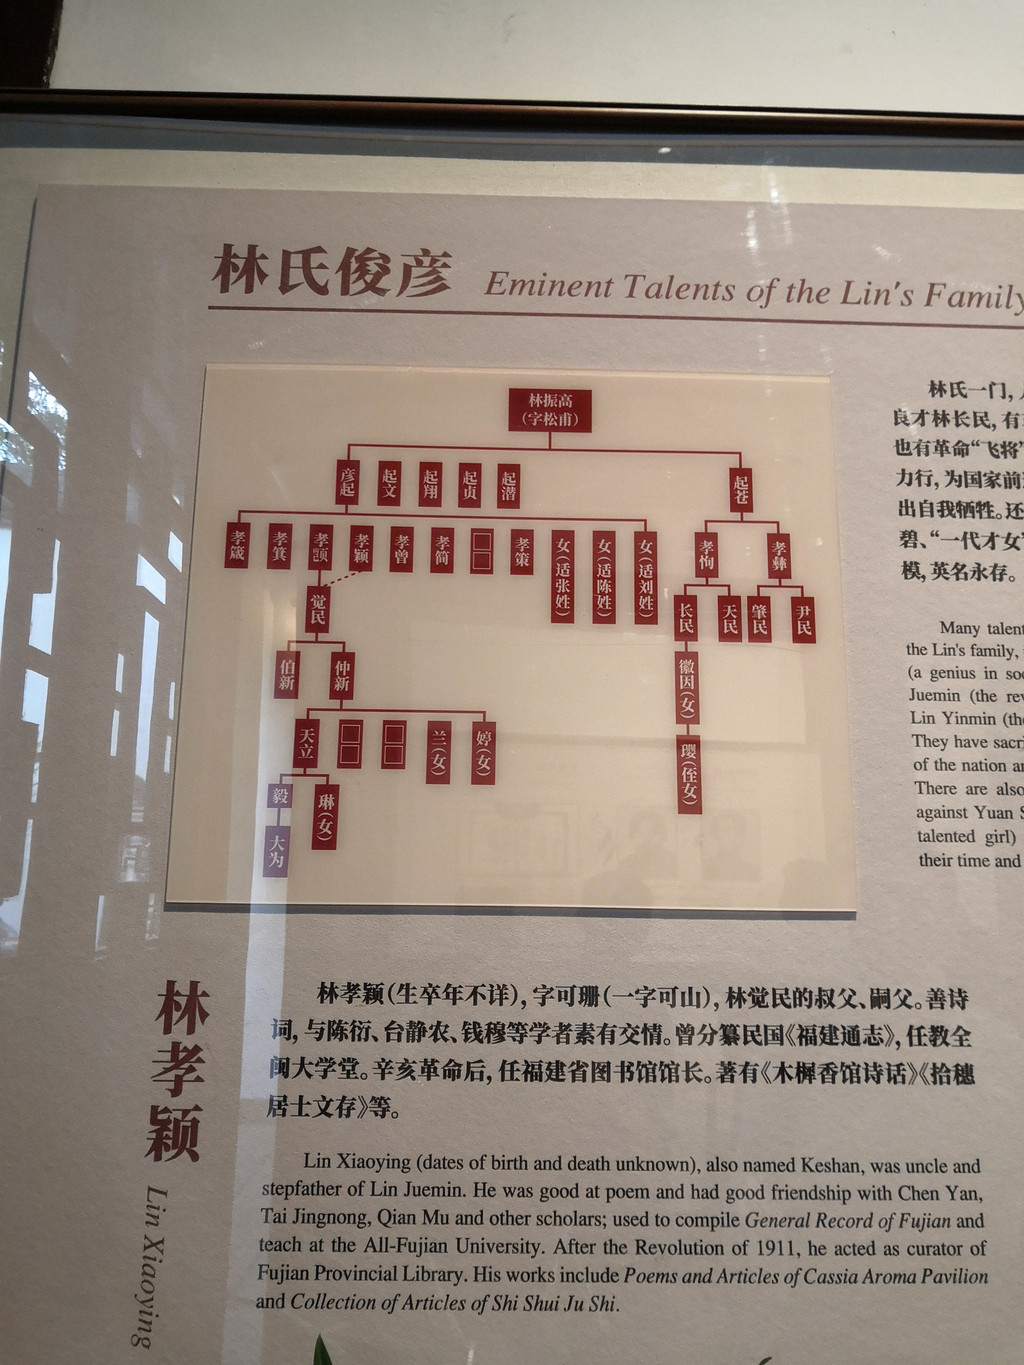 林氏俊彦 Eminent Talents of the Lin's Family
林振高
（字松甫）
彦起 起文 起翔 起贞 起潜 起苍
孝箴 孝箕 孝颢 孝颖 孝曾 孝简 □□ 孝策 女（适张姓） 女（适陈姓） 女（适刘姓） 孝恂 孝彝
觉民 长民 天民 肇民 尹民
伯新 仲新 徽因（女）
天立 □□ □□ 兰（女） 婷（女） 璎（侄女）
毅 琳（女）
大为
林氏一门，
良才林长民，有
也有革命“飞将”
力行，为国家前
出自我牺牲。还
碧、“一代才女”
模，英名永存。
Many talent
the Lin's family,
(a genius in so
Juemin (the rev
Lin Yinmin (the
They have sacri
of the nation an
There are also
against Yuan S
talented girl)
their time and
林孝颖 Lin Xiaoying
林孝颖（生卒年不详），字可珊（一字可山），林觉民的叔父、嗣父。善诗
词，与陈衍、台静农、钱穆等学者素有交情。曾分纂民国《福建通志》，任教全
闽大学堂。辛亥革命后，任福建省图书馆馆长。著有《木樨香馆诗话》《拾穗
居士文存》等。
Lin Xiaoying (dates of birth and death unknown), also named Keshan, was uncle and
stepfather of Lin Juemin. He was good at poem and had good friendship with Chen Yan,
Tai Jingnong, Qian Mu and other scholars; used to compile General Record of Fujian and
teach at the All-Fujian University. After the Revolution of 1911, he acted as curator of
Fujian Provincial Library. His works include Poems and Articles of Cassia Aroma Pavilion
and Collection of Articles of Shi Shui Ju Shi.